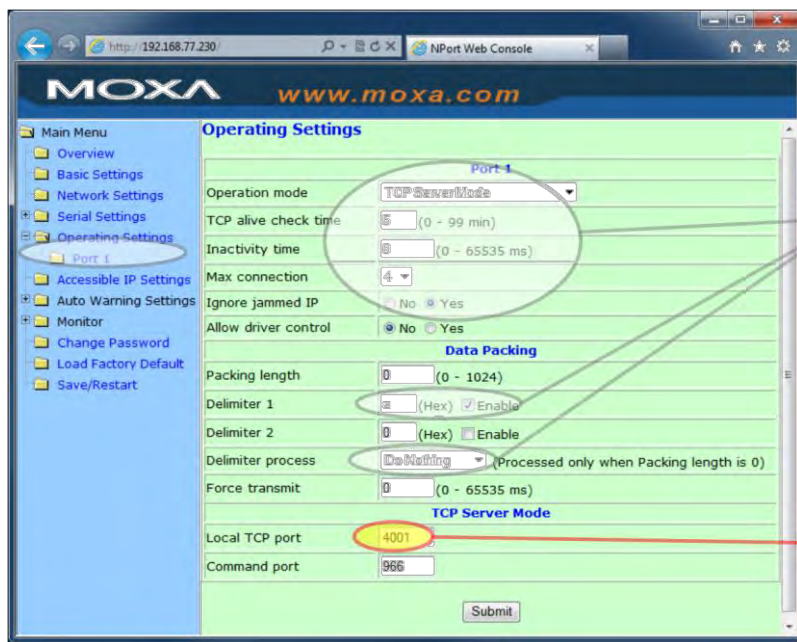 http://192.168.77.230/
NPort Web Console
MOXA www.moxa.com
Main Menu
Overview
Basic Settings
Network Settings
Serial Settings
Operating Settings
Port 1
Accessible IP Settings
Auto Warning Settings
Monitor
Change Password
Load Factory Default
Save/Restart
Operating Settings
Port 1
Operation mode TCP Server Mode
TCP alive check time 5 (0 - 99 min)
Inactivity time 0 (0 - 65535 ms)
Max connection 4
Ignore jammed IP No Yes
Allow driver control No Yes
Data Packing
Packing length 0 (0 - 1024)
Delimiter 1 (Hex) Enable
Delimiter 2 0 (Hex) Enable
Delimiter process Do Nothing (Processed only when Packing length is 0)
Force transmit 0 (0 - 65535 ms)
TCP Server Mode
Local TCP port 4001
Command port 966
Submit